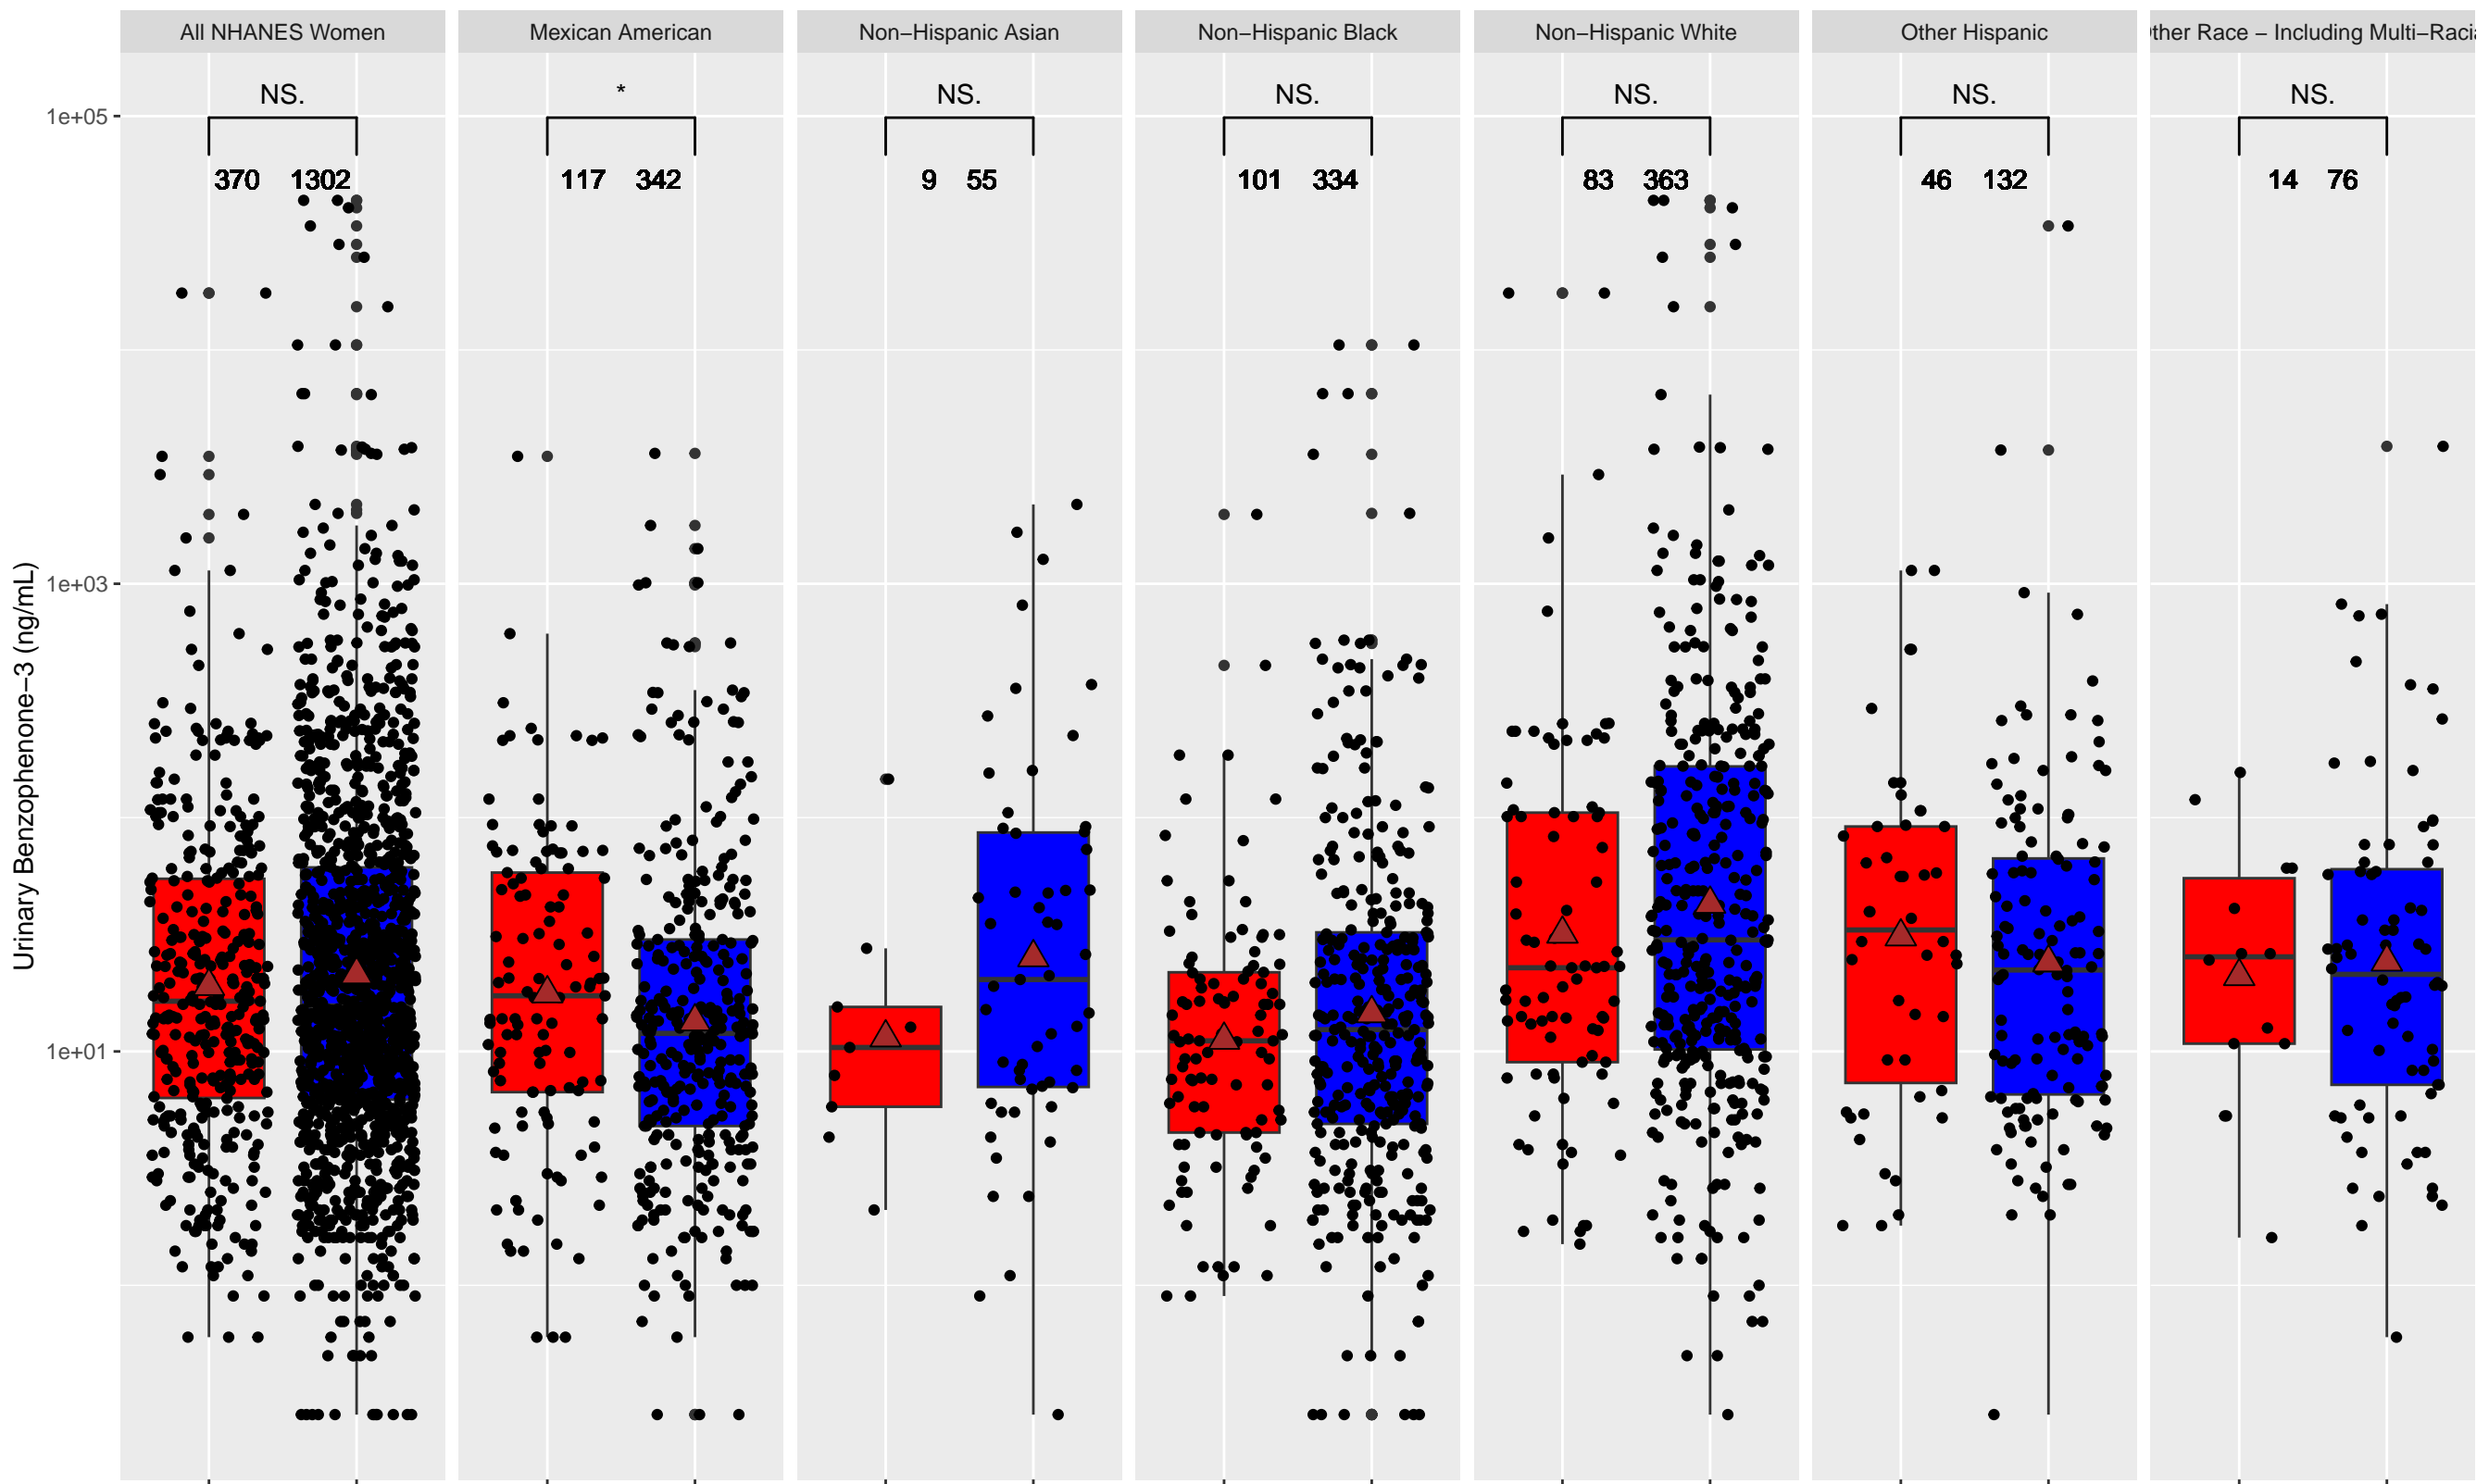 All NHANES Women
Mexican American
Non−Hispanic Asian
Non−Hispanic Black
Non−Hispanic White
Other Hispanic
ther Race − Including Multi−Raci
NS.
*
NS.
NS.
NS.
NS.
NS.
370 1302
117 342
9 55
101 334
83 363
46 132
14 76
1e+05
1e+03
1e+01
Urinary Benzophenone−3 (ng/mL)